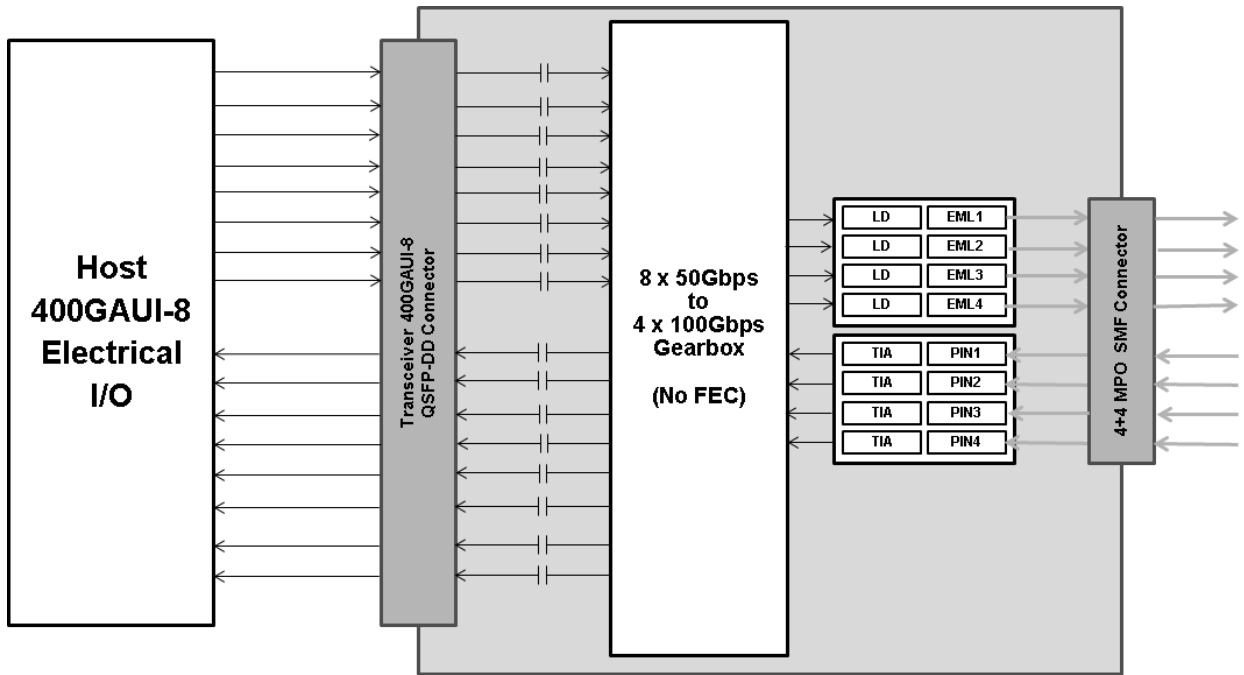 Host
400GAUI-8
Electrical
I/O
Transceiver 400GAUI-8
QSFP-DD Connector
8 x 50Gbps
to
4 x 100Gbps
Gearbox
(No FEC)
LD EML1
LD EML2
LD EML3
LD EML4
TIA PIN1
TIA PIN2
TIA PIN3
TIA PIN4
4+4 MPO SMF Connector